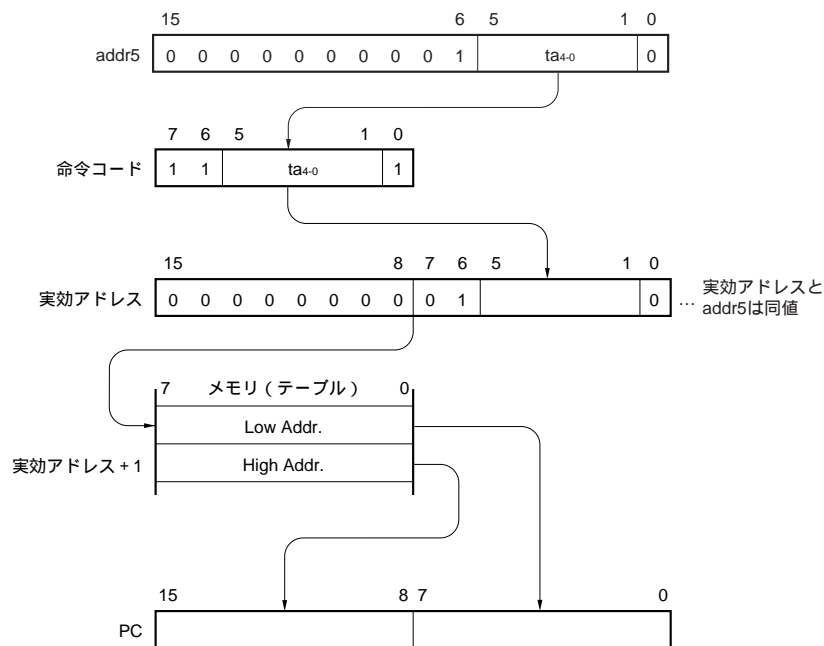 15 6 5 1 0
addr5 0 0 0 0 0 0 0 0 0 1 ta4-0 0
7 6 5 1 0
命令コード 1 1 ta4-0 1
15 8 7 6 5 1 0
実効アドレス 0 0 0 0 0 0 0 0 0 1 0 … 実効アドレスと
addr5は同値
7 メモリ（テーブル） 0
Low Addr.
実効アドレス＋1 High Addr.
15 8 7 0
PC